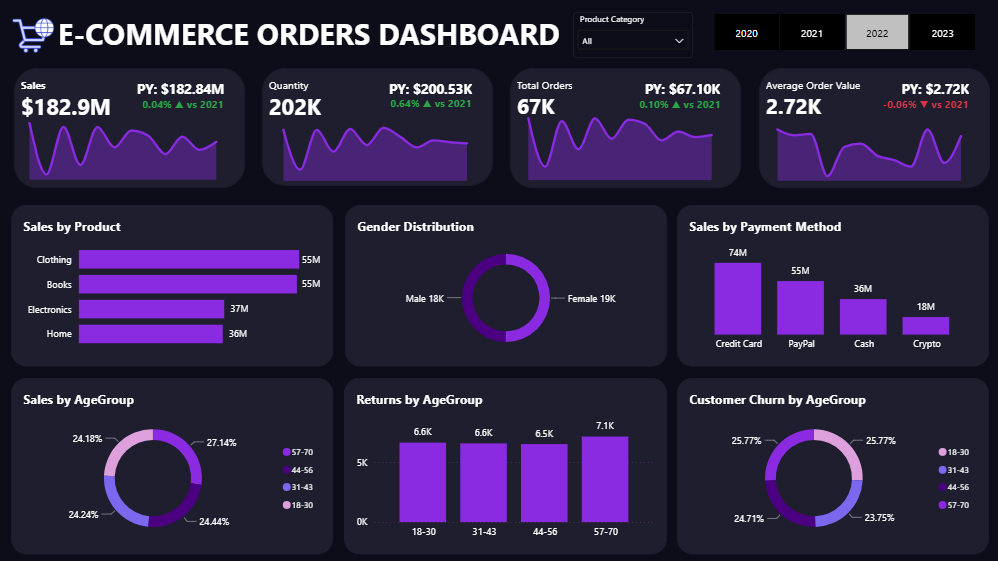 E-COMMERCE ORDERS DASHBOARD
Product Category
All
2020
2021
2022
2023
Sales
$182.9M
PY: $182.84M
0.04% ▲ vs 2021
Quantity
202K
PY: $200.53K
0.64% ▲ vs 2021
Total Orders
67K
PY: $67.10K
0.10% ▲ vs 2021
Average Order Value
2.72K
PY: $2.72K
-0.06% ▼ vs 2021
Sales by Product
Clothing 55M
Books 55M
Electronics 37M
Home 36M
Gender Distribution
Male 18K
Female 19K
Sales by Payment Method
74M
55M
36M
18M
Credit Card
PayPal
Cash
Crypto
Sales by AgeGroup
24.18%
27.14%
24.24%
24.44%
57-70
44-56
31-43
18-30
Returns by AgeGroup
5K
0K
6.6K
6.6K
6.5K
7.1K
18-30
31-43
44-56
57-70
Customer Churn by AgeGroup
25.77%
25.77%
24.71%
23.75%
18-30
31-43
44-56
57-70